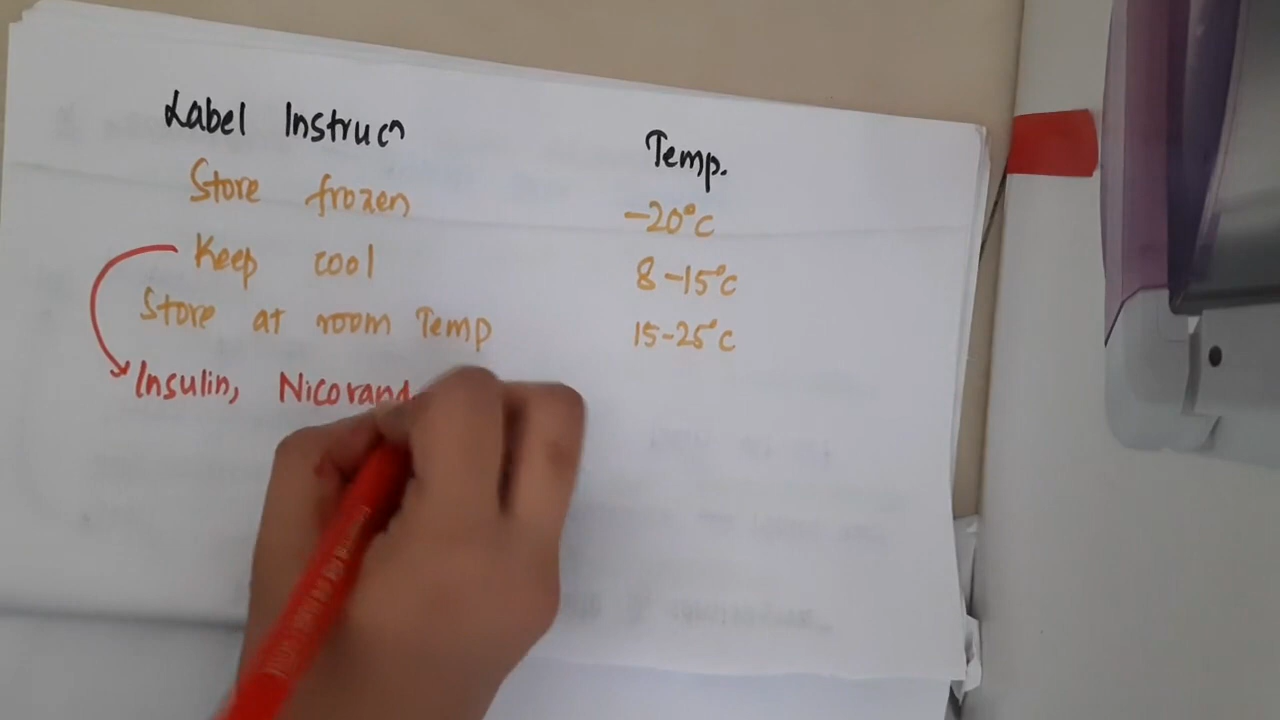 Label Instrucn Temp.
Store frozen -20°C
Keep cool 8-15°C
Store at room Temp 15-25°C
Insulin, Nicorand